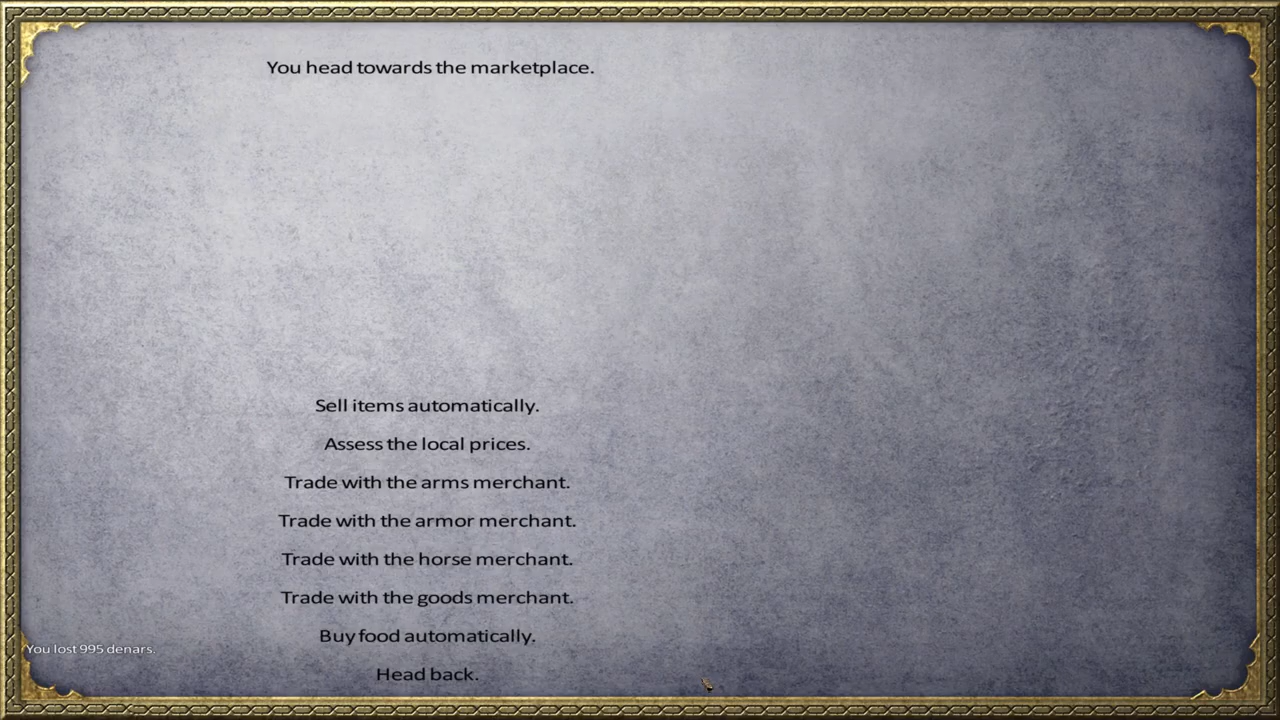 You head towards the marketplace.
Sell items automatically.
Assess the local prices.
Trade with the arms merchant.
Trade with the armor merchant.
Trade with the horse merchant.
Trade with the goods merchant.
Buy food automatically.
You lost 995 denars.
Head back.